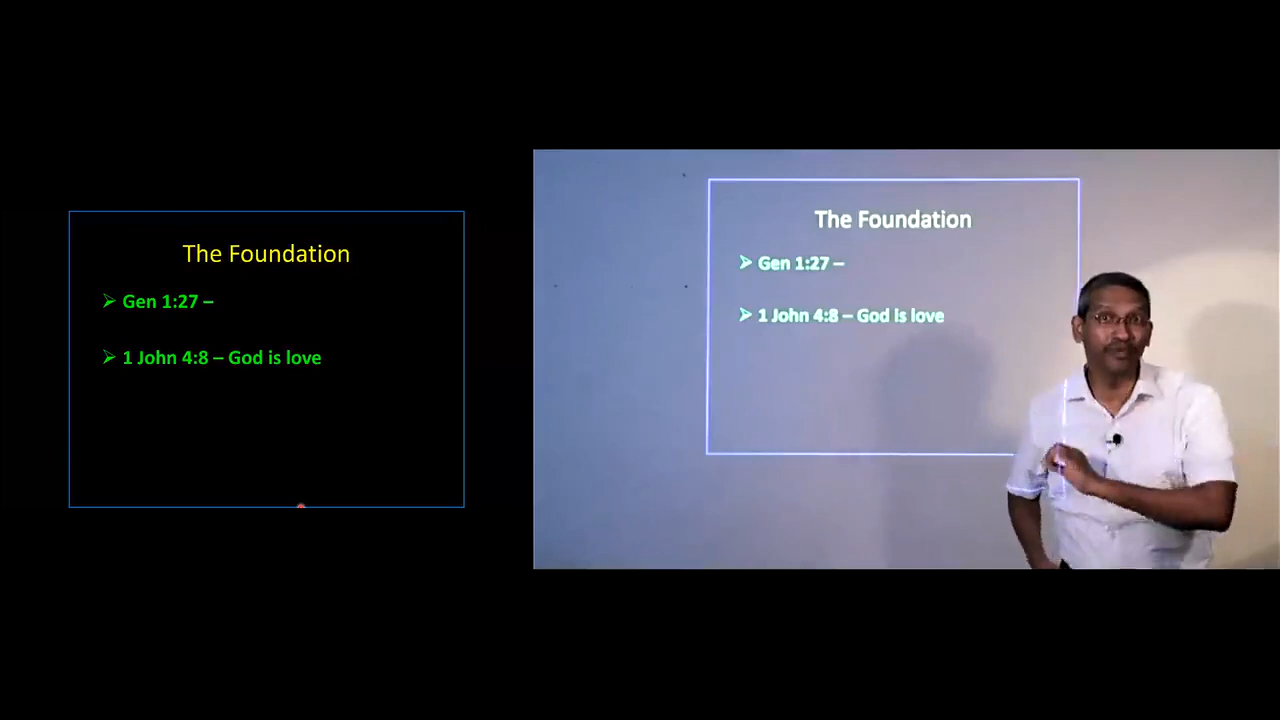 The Foundation
➢ Gen 1:27 –
➢ 1 John 4:8 – God is love
The Foundation
➢ Gen 1:27 –
➢ 1 John 4:8 – God is love